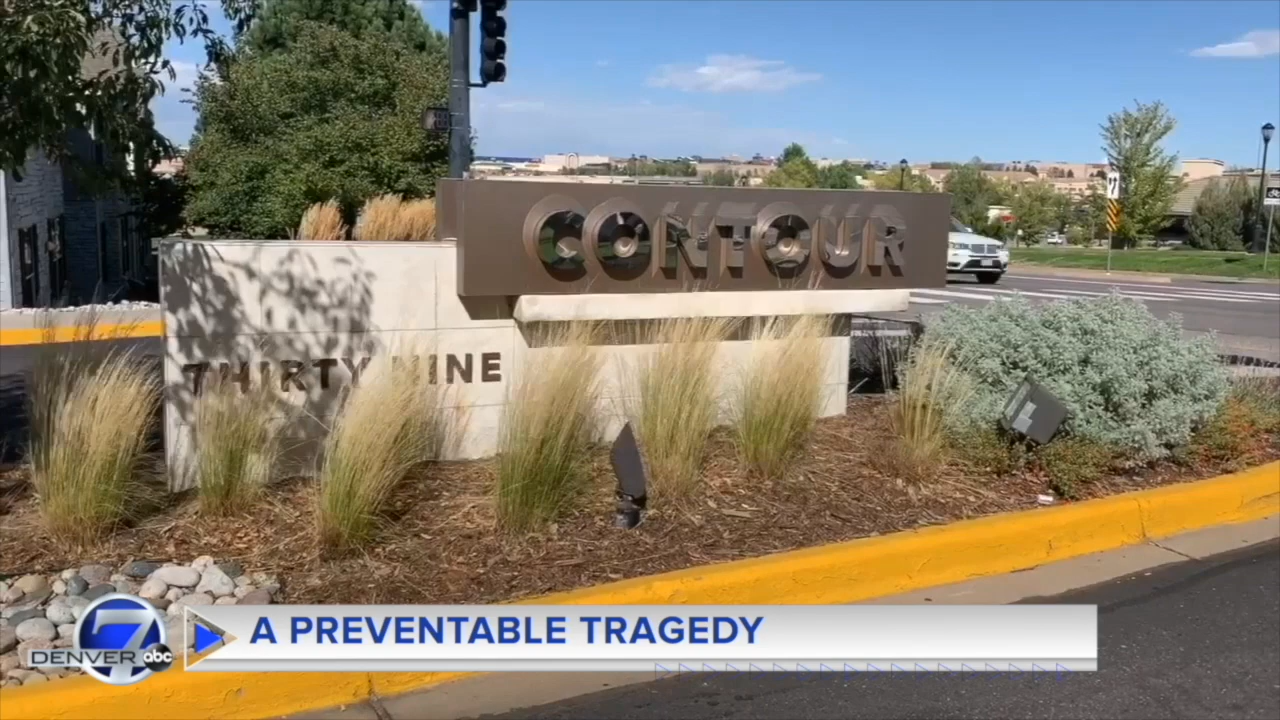 CONTOUR
THIRTY NINE
A PREVENTABLE TRAGEDY
7
DENVER abc